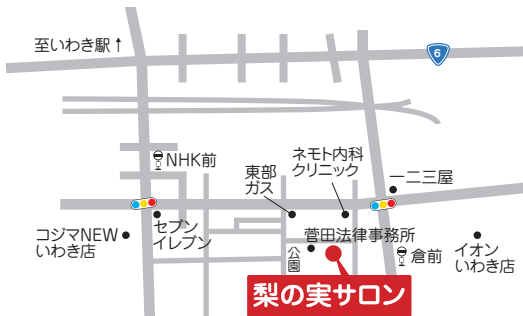 至いわき駅↑
6
NHK前
東部
ガス
ネモト内科
クリニック
一二三屋
セブン
イレブン
コジマNEW
いわき店
菅田法律事務所
公園
倉前
イオン
いわき店
梨の実サロン